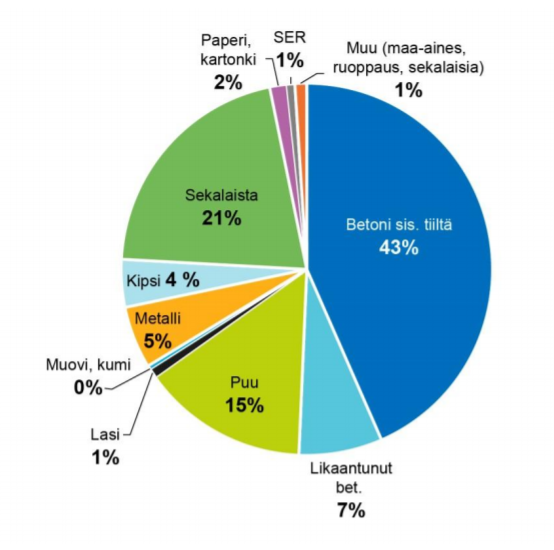 Paperi,
kartonki
2%
SER
1%
Muu (maa-aines,
ruoppaus, sekalaisia)
1%
Betoni sis. tiiltä
43%
Likaantunut
bet.
7%
Puu
15%
Lasi
1%
Muovi, kumi
0%
Metalli
5%
Kipsi 4 %
Sekalaista
21%